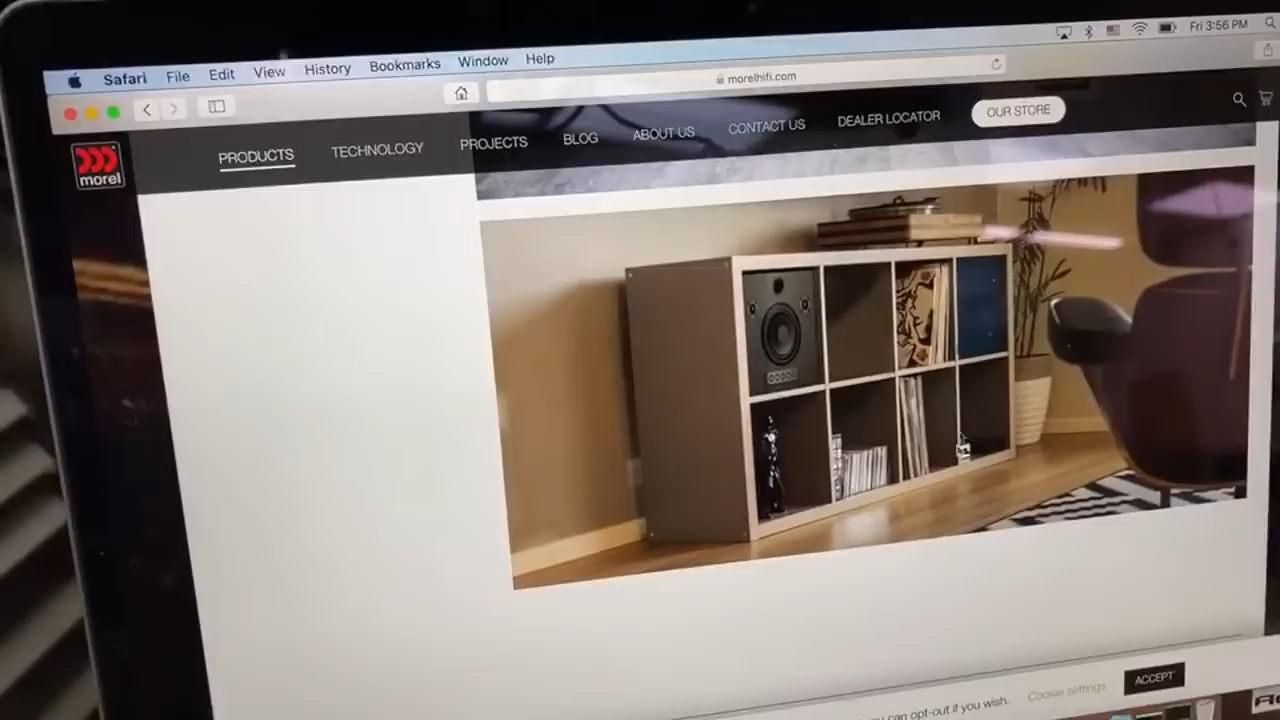 Safari File Edit View History Bookmarks Window Help Fri 3:56 PM
morelhifi.com
morel PRODUCTS TECHNOLOGY PROJECTS BLOG ABOUT US CONTACT US DEALER LOCATOR OUR STORE
can opt-out if you wish. Cookie settings ACCEPT